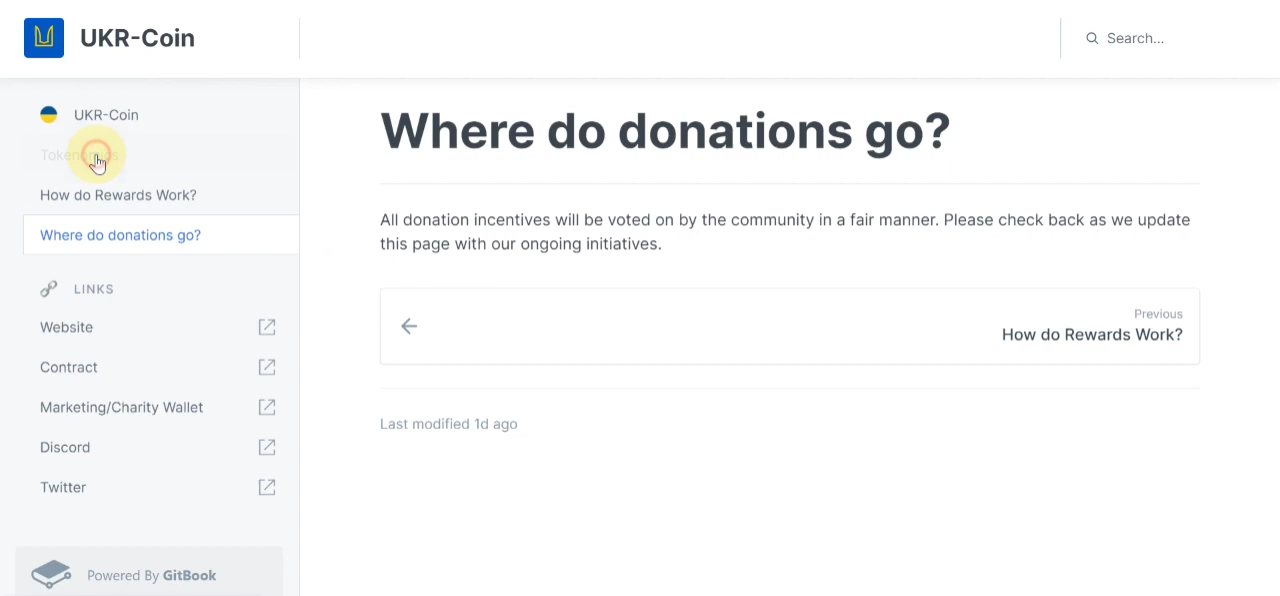 UKR-Coin
Search...
UKR-Coin
Tokenomics
How do Rewards Work?
Where do donations go?
LINKS
Website
Contract
Marketing/Charity Wallet
Discord
Twitter
Powered By GitBook
Where do donations go?
All donation incentives will be voted on by the community in a fair manner. Please check back as we update
this page with our ongoing initiatives.
Previous
How do Rewards Work?
Last modified 1d ago